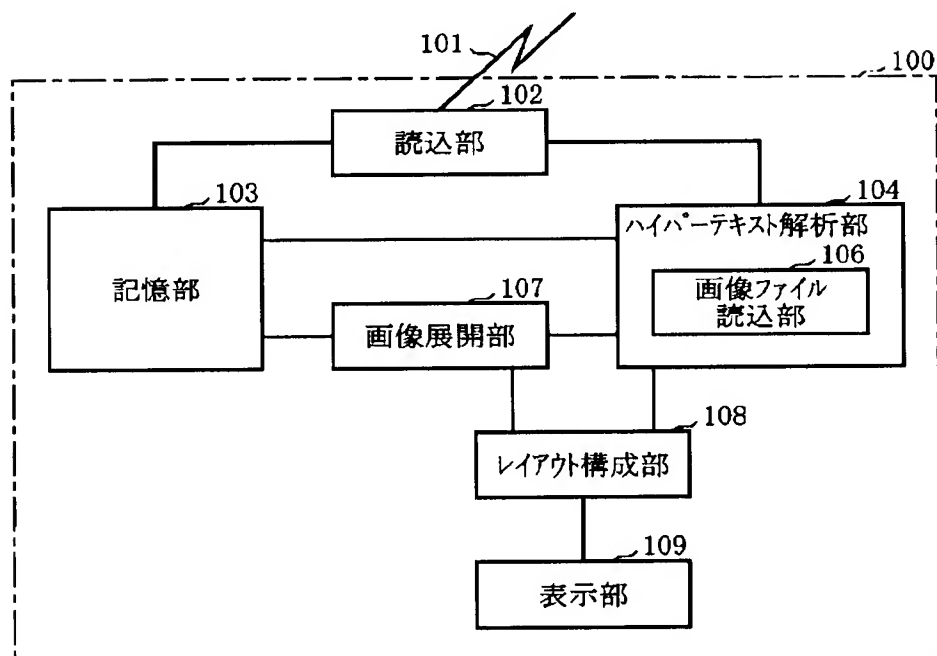 101
100
102
読込部
103
記憶部
104
ハイパーテキスト解析部
106
画像ファイル
読込部
107
画像展開部
108
レイアウト構成部
109
表示部